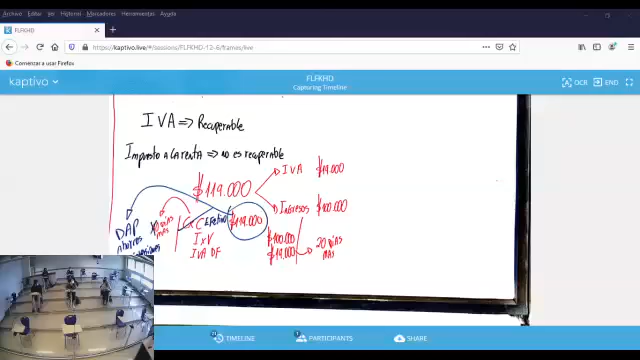 Archivo Editar Ver Historial Marcadores Herramientas Ayuda
FLFKHD
https://kaptivo.live/#/sessions/FLFKHD-12-6/frames/live
Comenzar a usar Firefox
kaptivo
FLFKHD
Capturing Timeline
OCR
END
IVA => Recuperable
Impuesto a la renta => no es recuperable
$119.000
IVA $19.000
Ingresos $100.000
DAP
CxC Efectivo $119.000
IxV $100.000
IVA DF $19.000
20 días
más
TIMELINE
PARTICIPANTS
SHARE